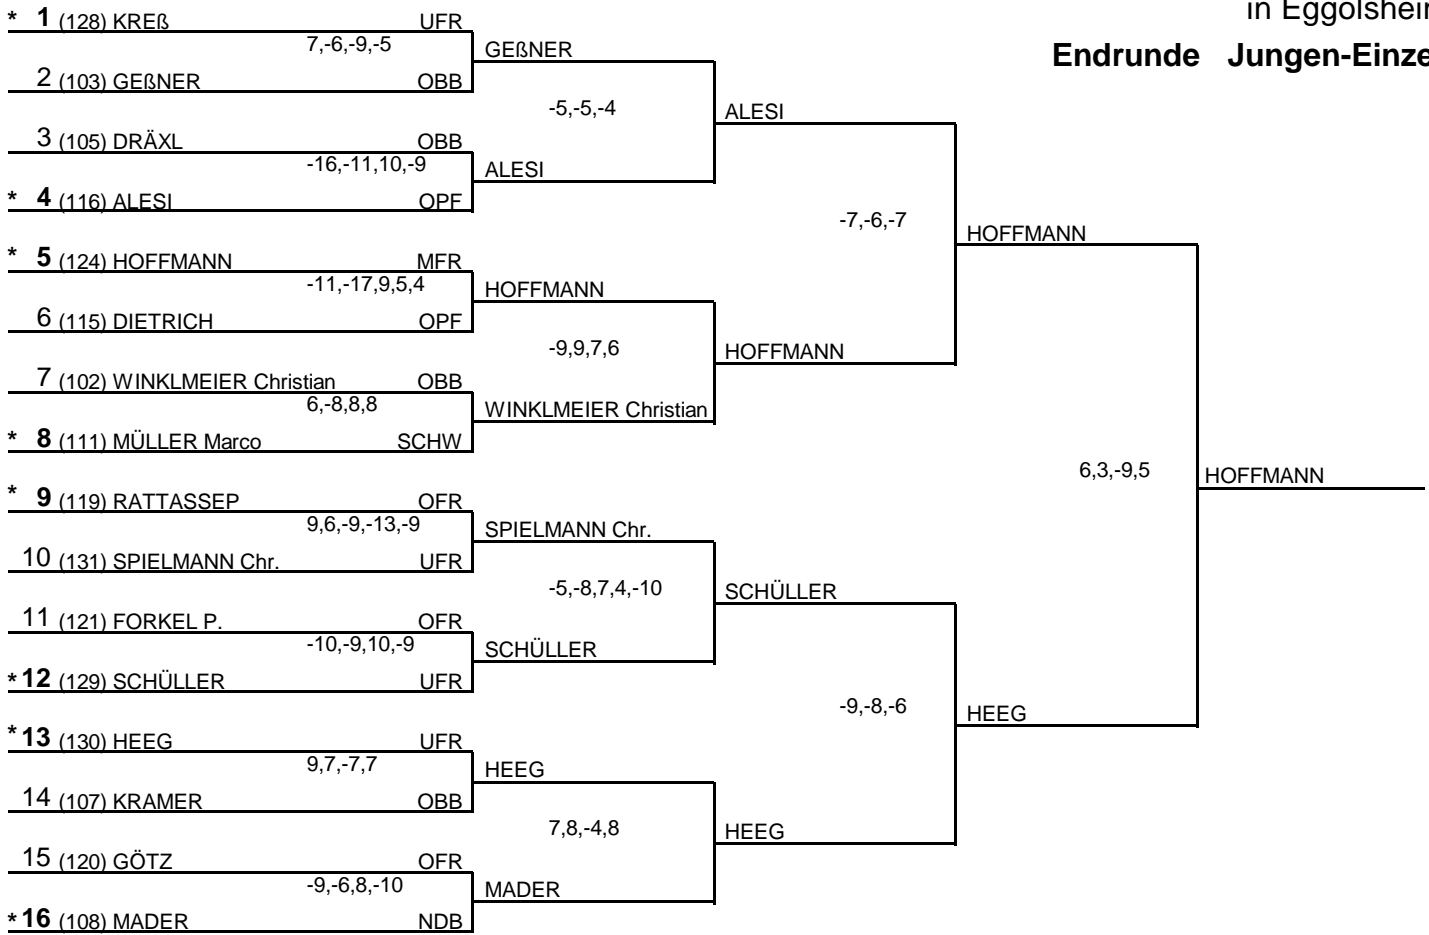 in Eggolshei
Endrunde Jungen-Einze
* 1 (128) KREß UFR
7,-6,-9,-5
GEßNER
2 (103) GEßNER OBB
-5,-5,-4
ALESI
3 (105) DRÄXL OBB
-16,-11,10,-9
ALESI
* 4 (116) ALESI OPF
-7,-6,-7
HOFFMANN
* 5 (124) HOFFMANN MFR
-11,-17,9,5,4
HOFFMANN
6 (115) DIETRICH OPF
-9,9,7,6
HOFFMANN
7 (102) WINKLMEIER Christian OBB
6,-8,8,8
WINKLMEIER Christian
* 8 (111) MÜLLER Marco SCHW
6,3,-9,5
HOFFMANN
* 9 (119) RATTASSEP OFR
9,6,-9,-13,-9
SPIELMANN Chr.
10 (131) SPIELMANN Chr. UFR
-5,-8,7,4,-10
SCHÜLLER
11 (121) FORKEL P. OFR
-10,-9,10,-9
SCHÜLLER
* 12 (129) SCHÜLLER UFR
-9,-8,-6
HEEG
* 13 (130) HEEG UFR
9,7,-7,7
HEEG
14 (107) KRAMER OBB
7,8,-4,8
HEEG
15 (120) GÖTZ OFR
-9,-6,8,-10
MADER
* 16 (108) MADER NDB